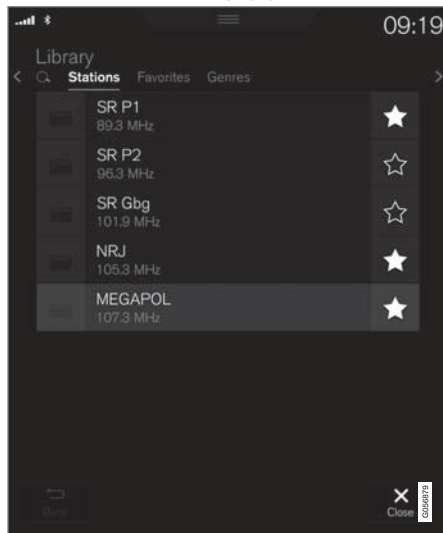 09:19
Library
Stations Favorites Genres
SR P1
89.3 MHz
SR P2
96.3 MHz
SR Gbg
101.9 MHz
NRJ
105.3 MHz
MEGAPOL
107.3 MHz
Back
Close
G056879